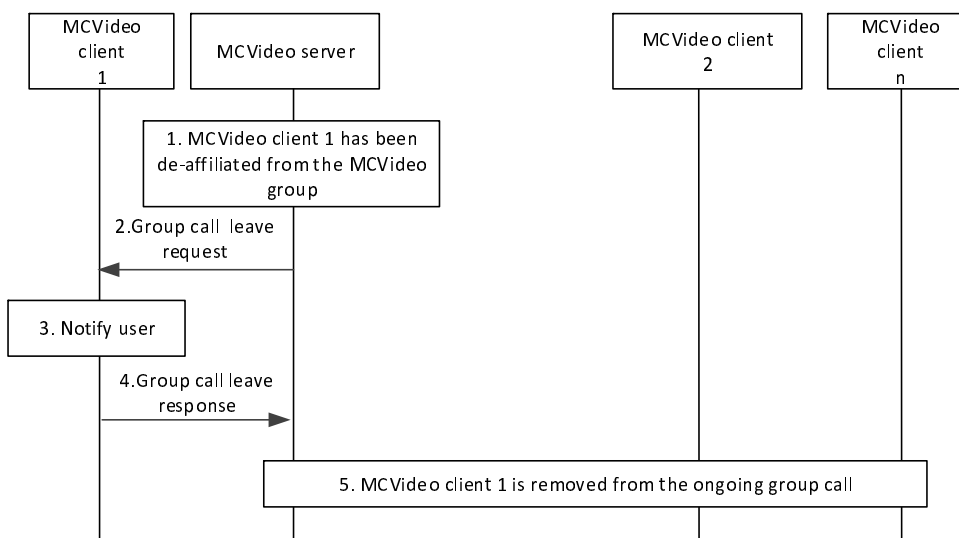 MCVideo
client
1
MCVideo server
MCVideo client
2
MCVideo
client
n
1. MCVideo client 1 has been
de-affiliated from the MCVideo
group
2.Group call leave
request
3. Notify user
4.Group call leave
response
5. MCVideo client 1 is removed from the ongoing group call